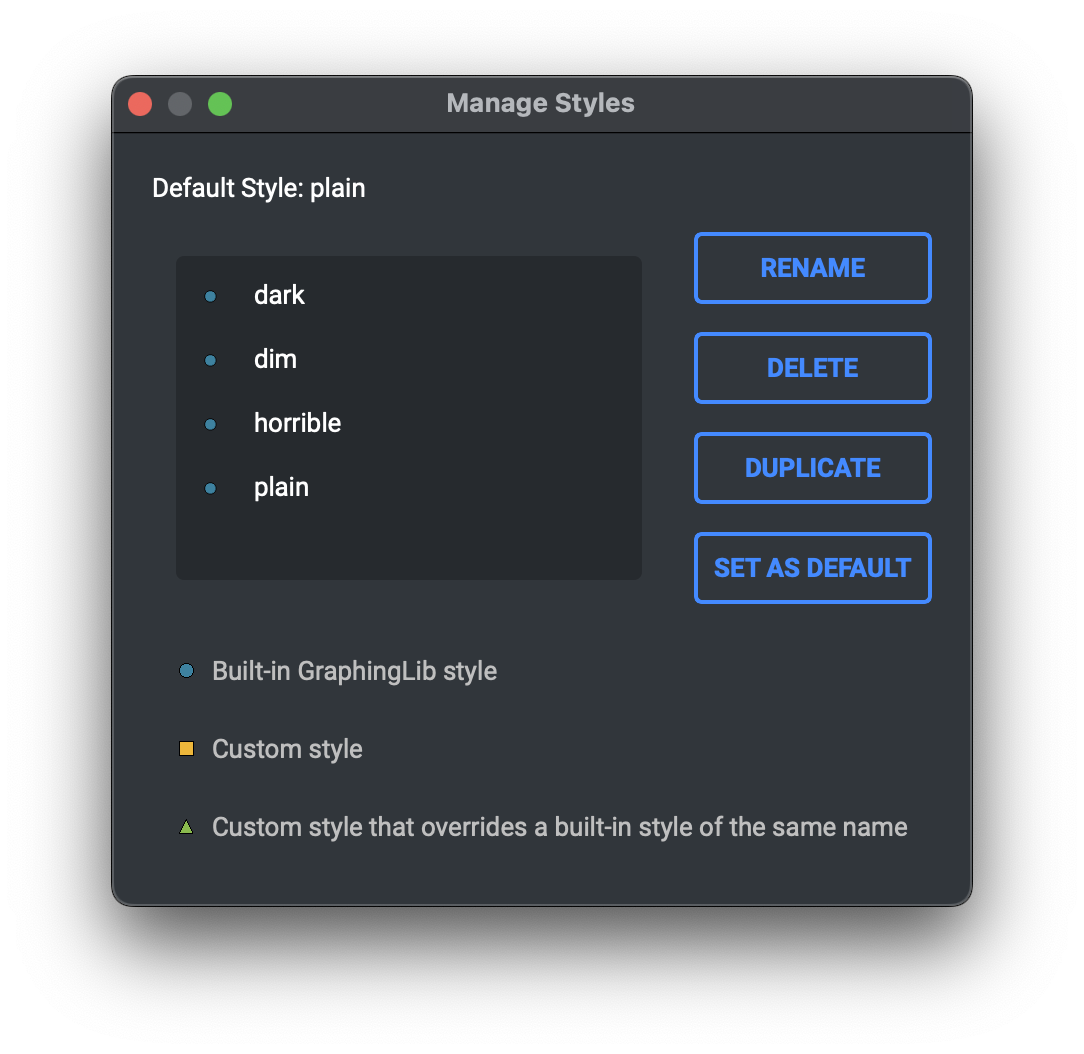 Manage Styles
Default Style: plain
dark
dim
horrible
plain
RENAME
DELETE
DUPLICATE
SET AS DEFAULT
Built-in GraphingLib style
Custom style
Custom style that overrides a built-in style of the same name